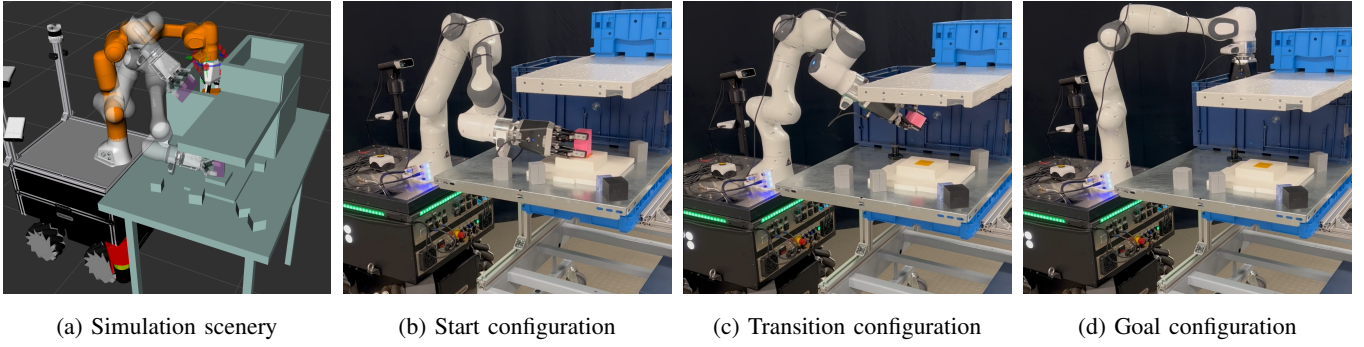 (a) Simulation scenery
(b) Start configuration
(c) Transition configuration
(d) Goal configuration